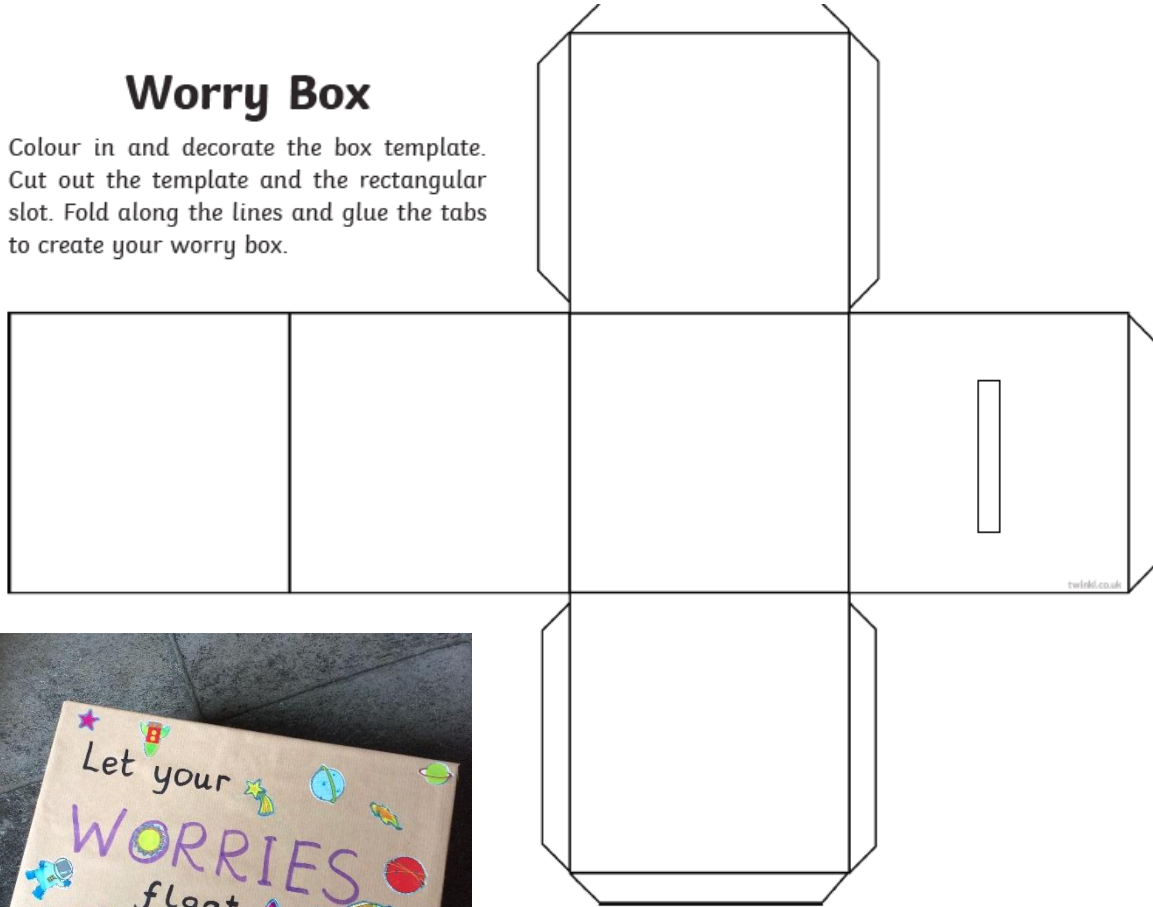 Worry Box
Colour in and decorate the box template.
Cut out the template and the rectangular
slot. Fold along the lines and glue the tabs
to create your worry box.
twinkl.co.uk
Let your
WORRIES
float